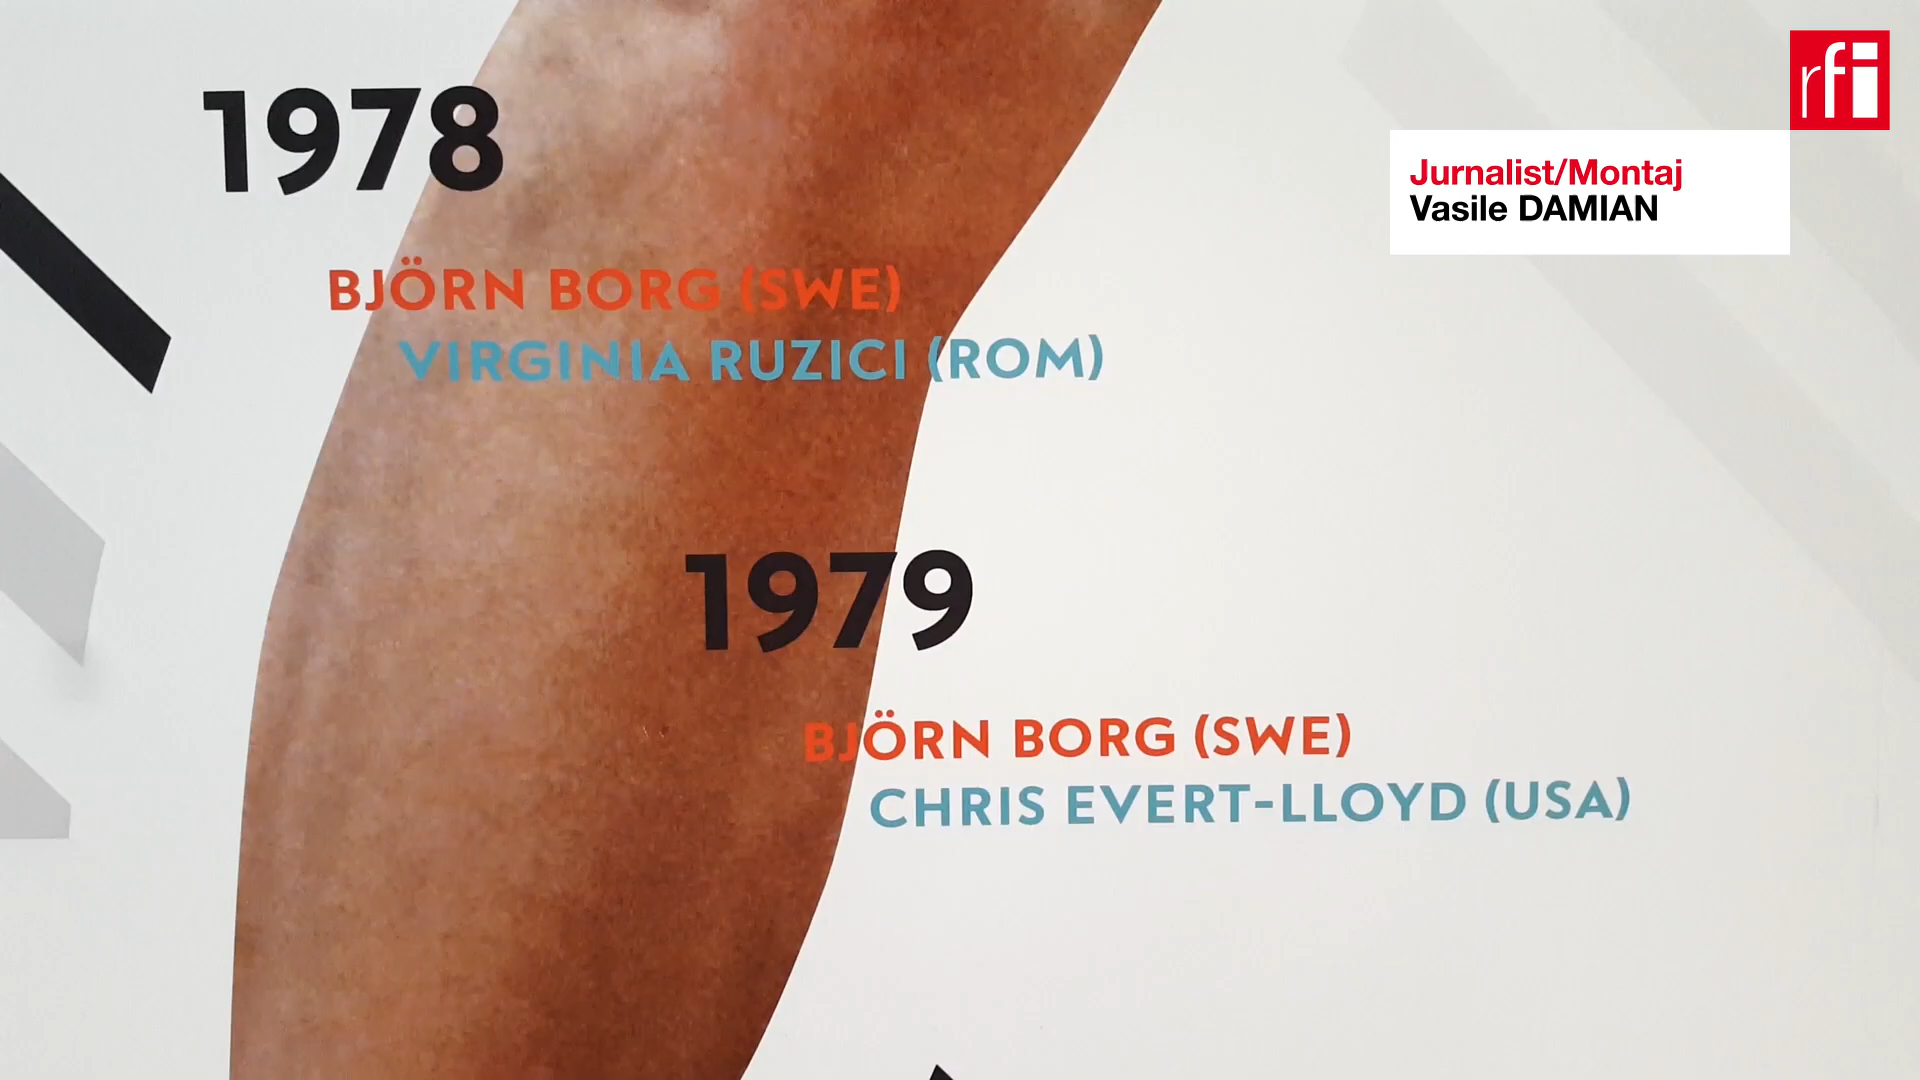 rfi
Jurnalist/Montaj
Vasile DAMIAN
1978
BJÖRN BORG (SWE)
VIRGINIA RUZICI (ROM)
1979
BJÖRN BORG (SWE)
CHRIS EVERT-LLOYD (USA)